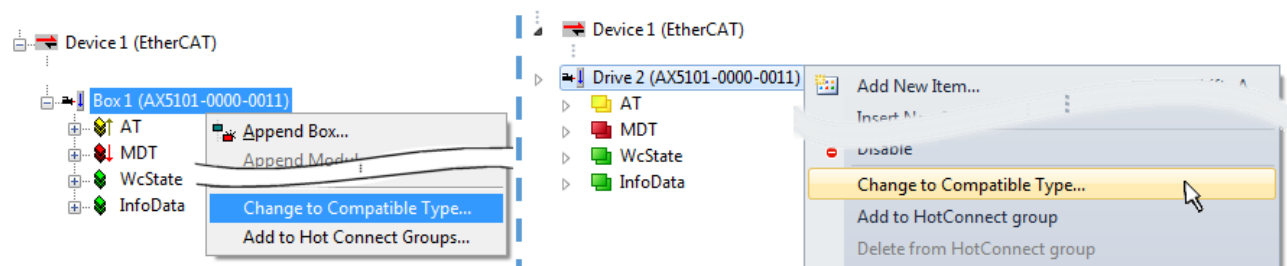 Device 1 (EtherCAT)
Box 1 (AX5101-0000-0011)
AT
MDT
WcState
InfoData
Append Box...
Append Modul
Change to Compatible Type...
Add to Hot Connect Groups...
Device 1 (EtherCAT)
Drive 2 (AX5101-0000-0011)
AT
MDT
WcState
InfoData
Add New Item...
Insert
Disable
Change to Compatible Type...
Add to HotConnect group
Delete from HotConnect group